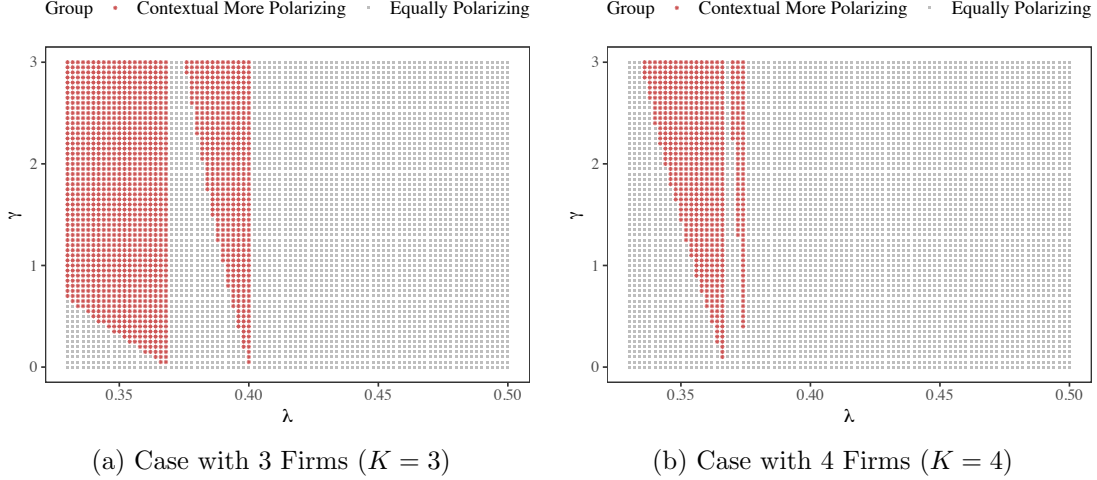 Group Contextual More Polarizing Equally Polarizing
3
2
1
0
γ
0.35 0.40 0.45 0.50
λ
(a) Case with 3 Firms (K = 3)
Group Contextual More Polarizing Equally Polarizing
3
2
1
0
γ
0.35 0.40 0.45 0.50
λ
(b) Case with 4 Firms (K = 4)